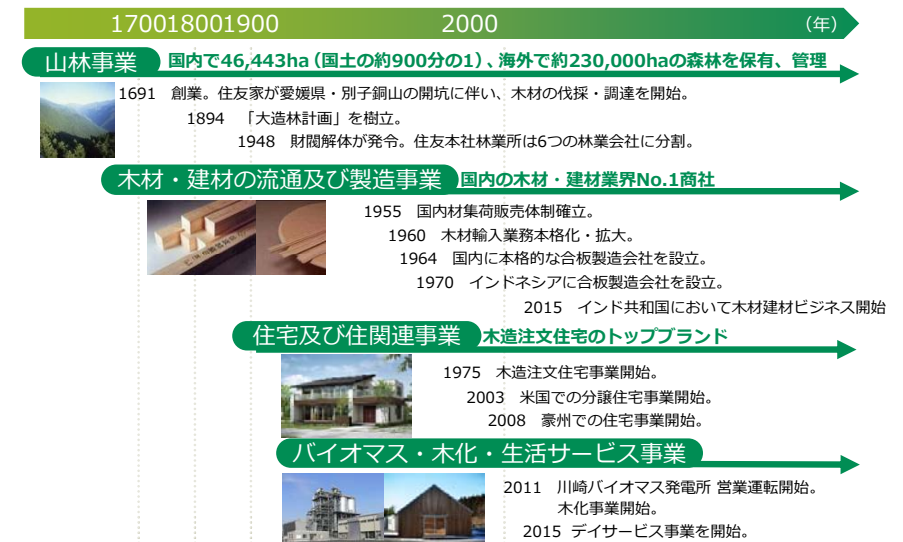 170018001900 2000 (年)
山林事業 国内で46,443ha（国土の約900分の1）、海外で約230,000haの森林を保有、管理
1691 創業。住友家が愛媛県・別子銅山の開坑に伴い、木材の伐採・調達を開始。
1894 「大造林計画」を樹立。
1948 財閥解体が発令。住友本社林業所は6つの林業会社に分割。
木材・建材の流通及び製造事業 国内の木材・建材業界No.1商社
1955 国内材集荷販売体制確立。
1960 木材輸入業務本格化・拡大。
1964 国内に本格的な合板製造会社を設立。
1970 インドネシアに合板製造会社を設立。
2015 インド共和国において木材建材ビジネス開始
住宅及び住関連事業 木造注文住宅のトップブランド
1975 木造注文住宅事業開始。
2003 米国での分譲住宅事業開始。
2008 豪州での住宅事業開始。
バイオマス・木化・生活サービス事業
2011 川崎バイオマス発電所 営業運転開始。
木化事業開始。
2015 デイサービス事業を開始。